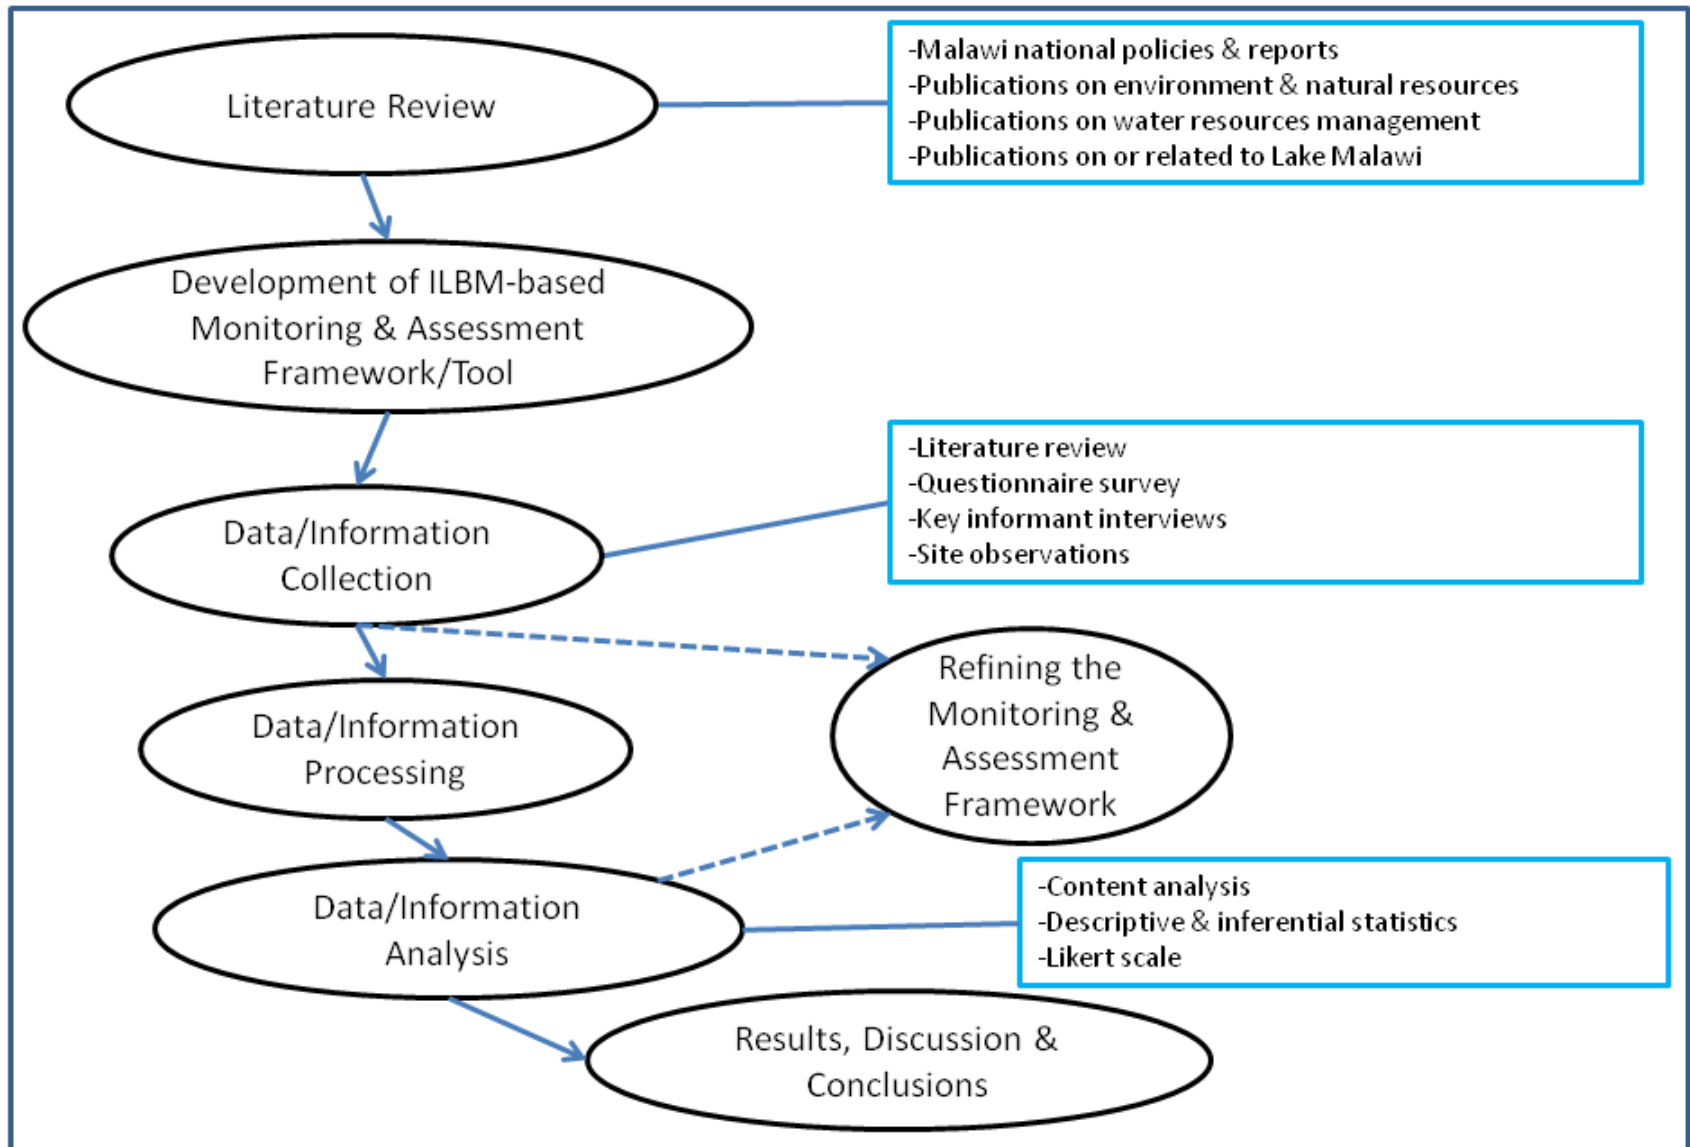 Literature Review
-Malawi national policies & reports
-Publications on environment & natural resources
-Publications on water resources management
-Publications on or related to Lake Malawi
Development of ILBM-based
Monitoring & Assessment
Framework/Tool
Data/Information
Collection
-Literature review
-Questionnaire survey
-Key informant interviews
-Site observations
Data/Information
Processing
Refining the
Monitoring &
Assessment
Framework
Data/Information
Analysis
-Content analysis
-Descriptive & inferential statistics
-Likert scale
Results, Discussion &
Conclusions